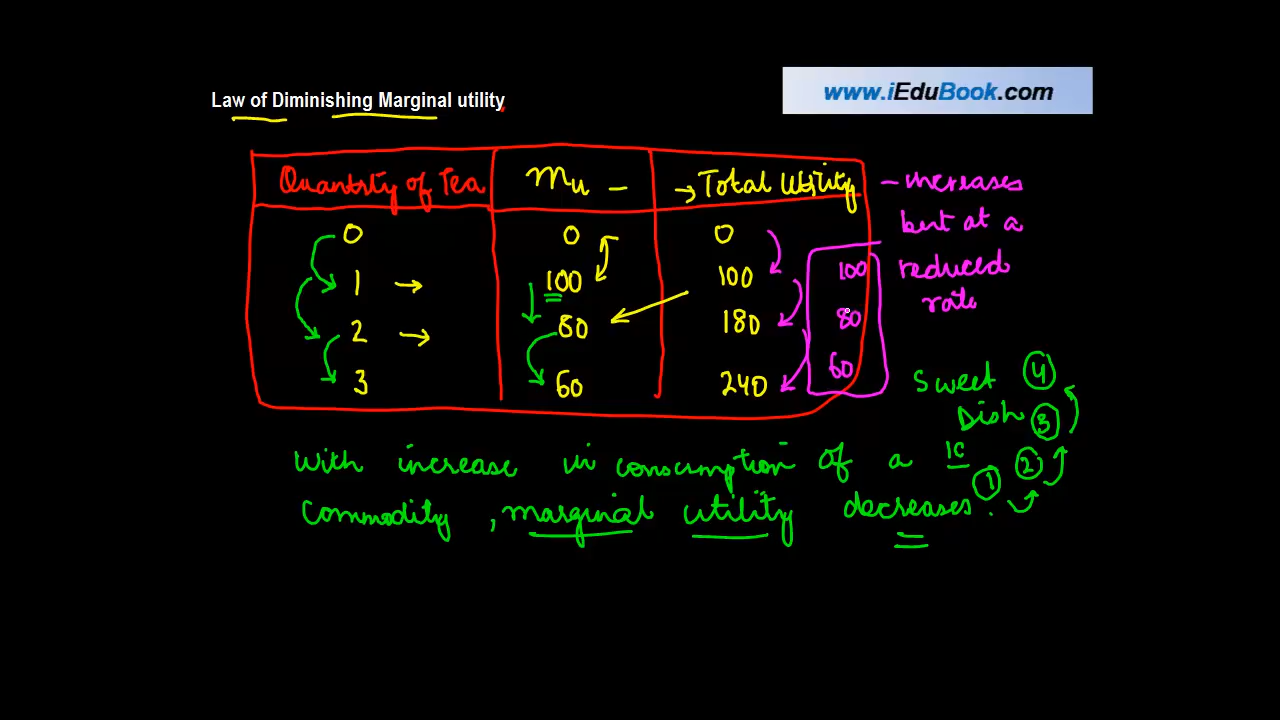 www.iEduBook.com
Law of Diminishing Marginal utility
Quantity of Tea Mu – → Total Utility – increases
but at a
reduced
rate
0 0 0
1 → 100 100 100
2 → 80 180 80
3 60 240 60
Sweet 4
Dish 3
With increase in consumption of a 2
commodity, marginal utility decreases. 1